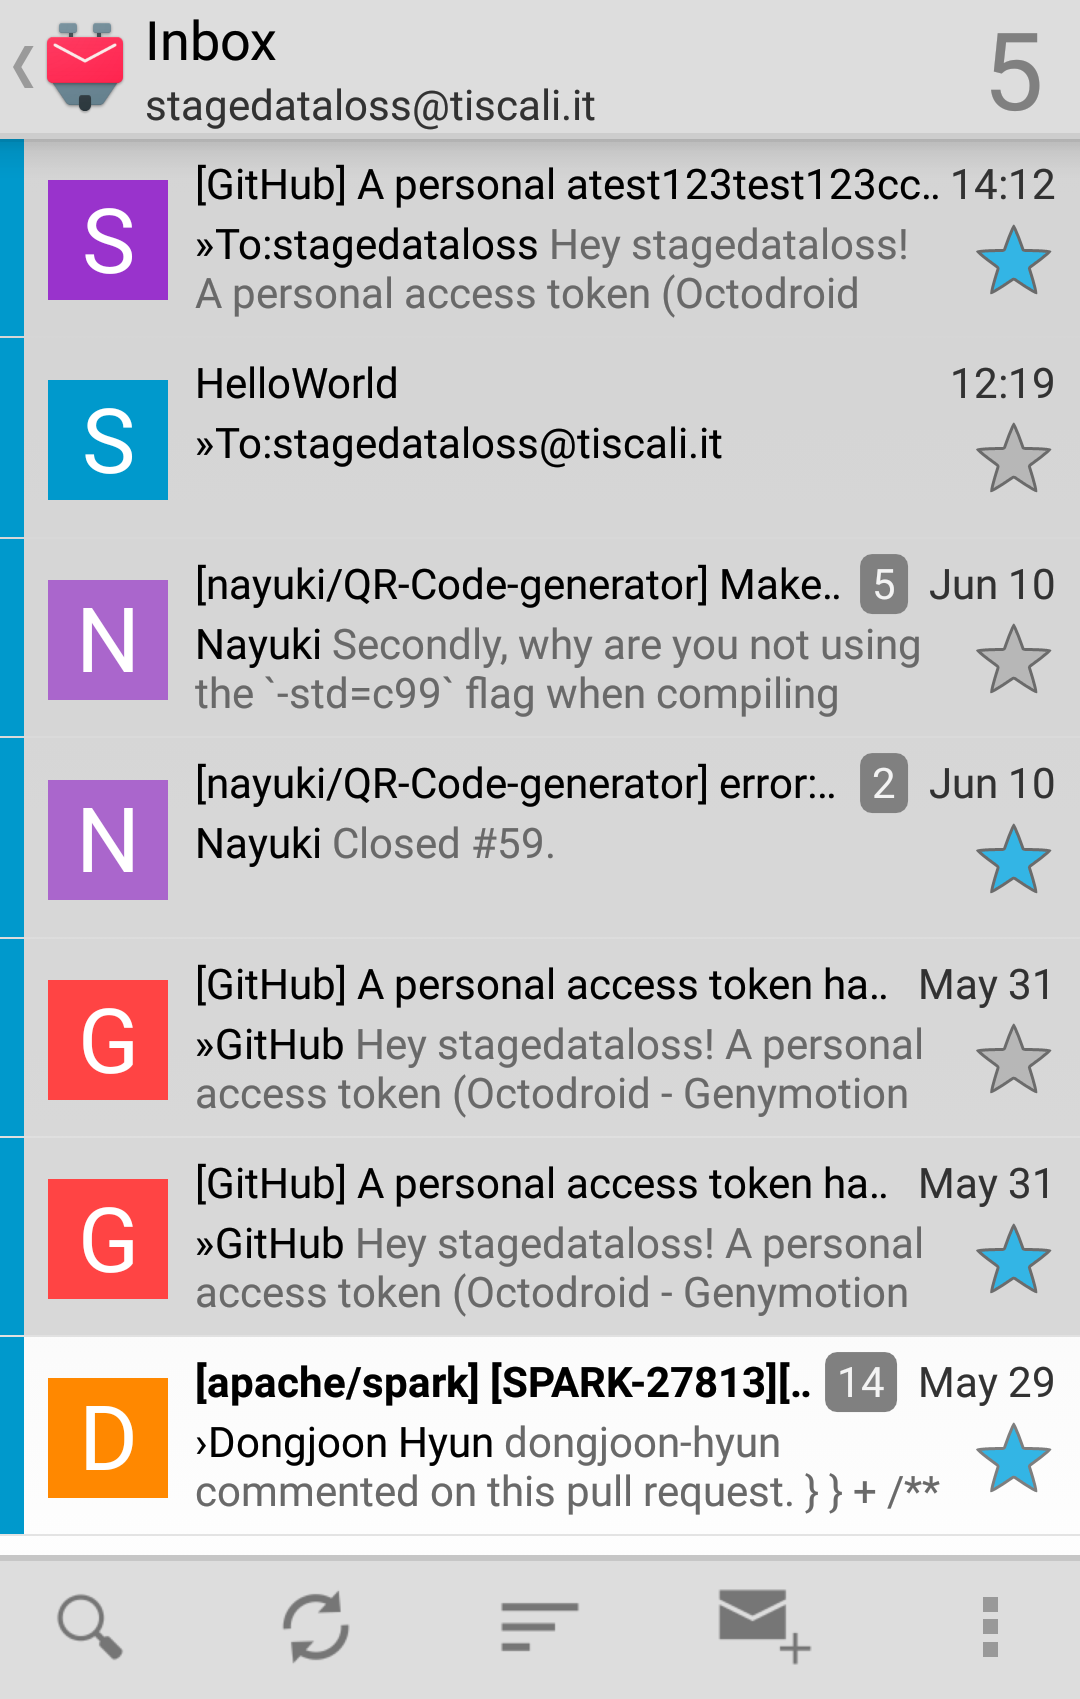 Inbox
5
stagedataloss@tiscali.it
S
[GitHub] A personal atest123test123cc.. 14:12
»To:stagedataloss Hey stagedataloss!
A personal access token (Octodroid
S
HelloWorld 12:19
»To:stagedataloss@tiscali.it
N
[nayuki/QR-Code-generator] Make.. 5 Jun 10
Nayuki Secondly, why are you not using
the `-std=c99` flag when compiling
N
[nayuki/QR-Code-generator] error:.. 2 Jun 10
Nayuki Closed #59.
G
[GitHub] A personal access token ha.. May 31
»GitHub Hey stagedataloss! A personal
access token (Octodroid - Genymotion
G
[GitHub] A personal access token ha.. May 31
»GitHub Hey stagedataloss! A personal
access token (Octodroid - Genymotion
D
[apache/spark] [SPARK-27813][.. 14 May 29
›Dongjoon Hyun dongjoon-hyun
commented on this pull request. } } + /**